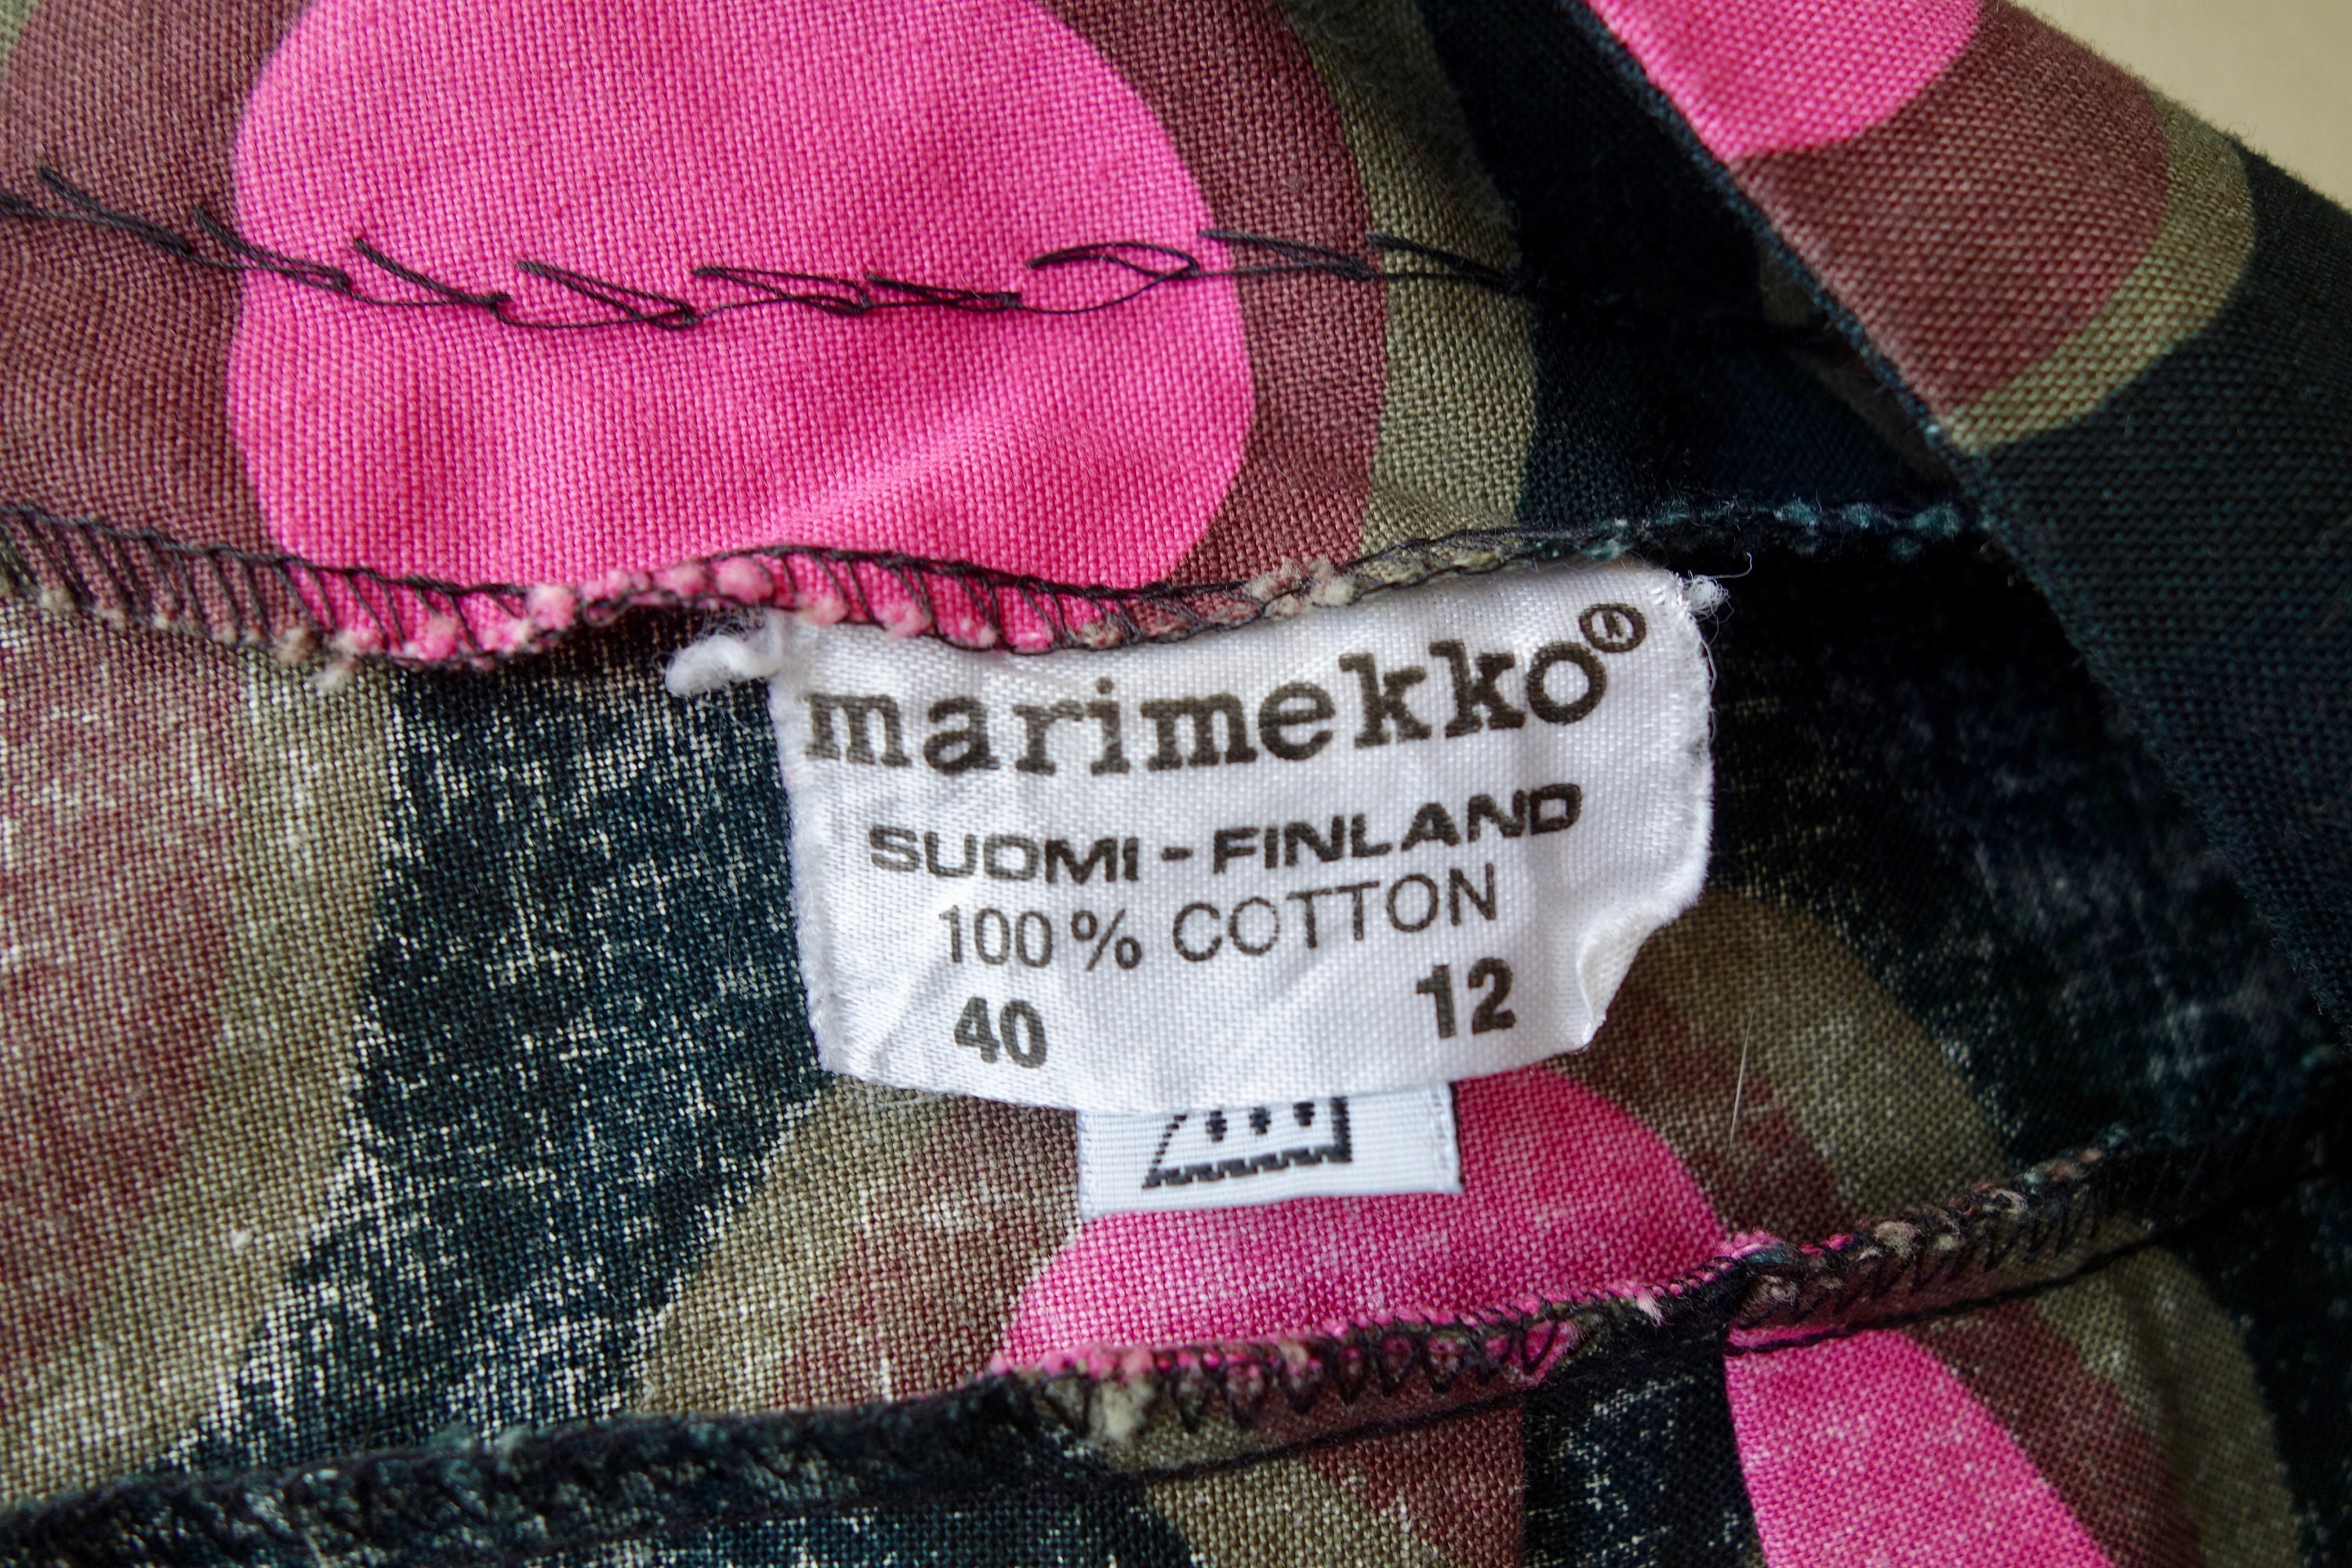 marimekko®
SUOMI - FINLAND
100% COTTON
40 12